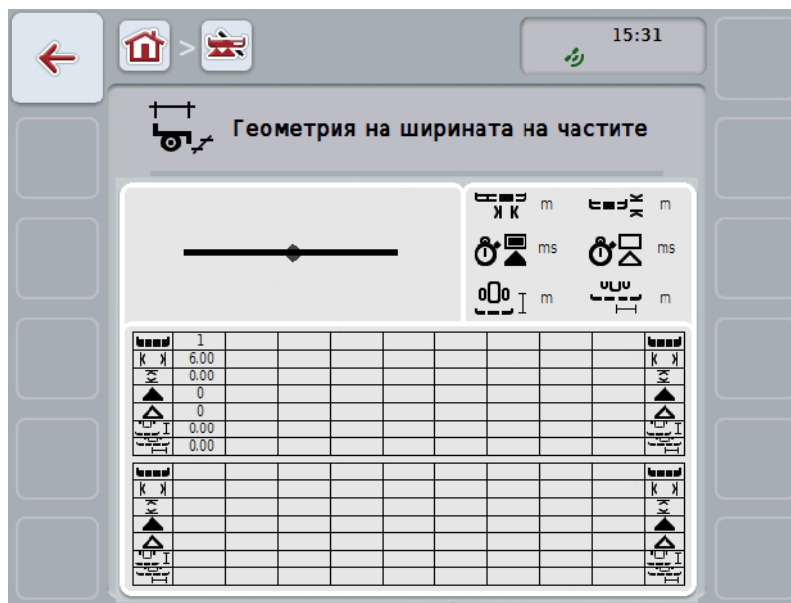 >
15:31
Геометрия на ширината на частите
m m
ms ms
m m
1
6.00
0.00
0
0
0.00
0.00